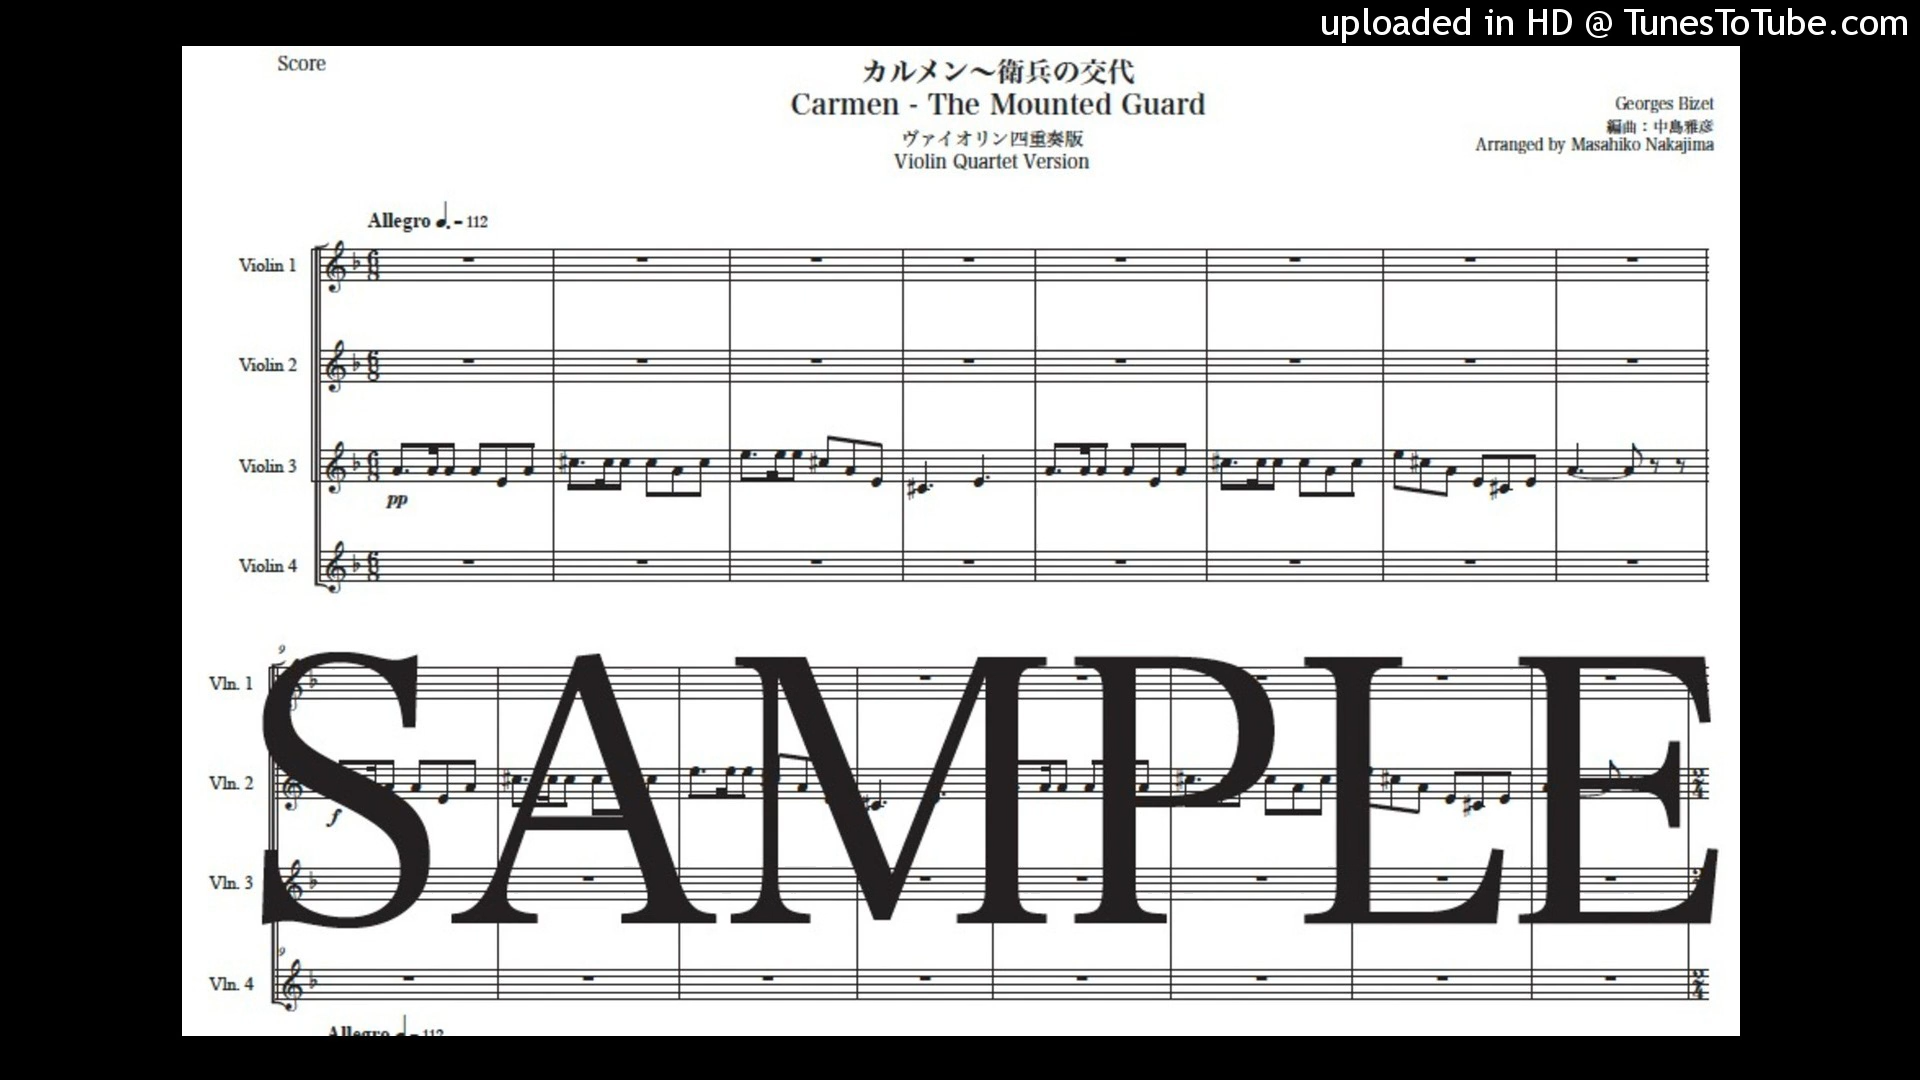 uploaded in HD @ TunesToTube.com
Score
カルメン〜衛兵の交代
Carmen - The Mounted Guard
Georges Bizet
編曲：中島雅彦
ヴァイオリン四重奏版
Arranged by Masahiko Nakajima
Violin Quartet Version
Allegro ♩. = 112
Violin 1
Violin 2
Violin 3
pp
Violin 4
9
Vln. 1
SAMPLE
Vln. 2
f
Vln. 3
9
Vln. 4
Allegro ♩ = 112